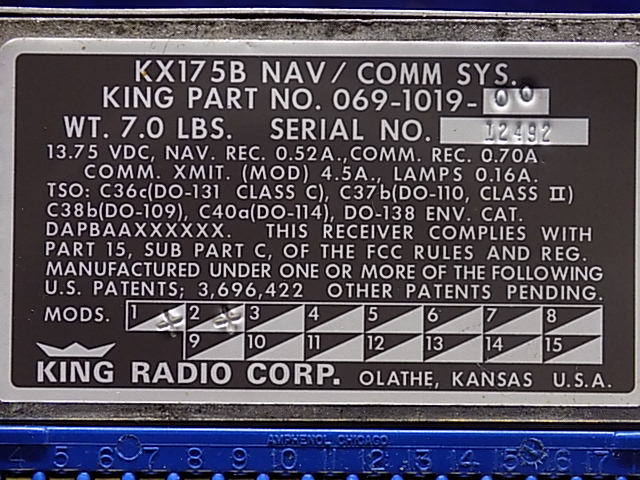 KX175B NAV/COMM SYS.
KING PART NO. 069-1019-00
WT. 7.0 LBS. SERIAL NO. 12492
13.75 VDC, NAV. REC. 0.52A.,COMM. REC. 0.70A
COMM. XMIT. (MOD) 4.5A., LAMPS 0.16A.
TSO: C36c(DO-131 CLASS C), C37b(DO-110, CLASS II)
C38b(DO-109), C40a(DO-114), DO-138 ENV. CAT.
DAPBAAXXXXXX. THIS RECEIVER COMPLIES WITH
PART 15, SUB PART C, OF THE FCC RULES AND REG.
MANUFACTURED UNDER ONE OR MORE OF THE FOLLOWING
U.S. PATENTS; 3,696,422 OTHER PATENTS PENDING.
MODS. 1 2 3 4 5 6 7 8
9 10 11 12 13 14 15
KING RADIO CORP. OLATHE, KANSAS U.S.A.
AMPHENOL CHICAGO
4 5 6 7 8 9 10 11 12 13 14 15 16 17 18